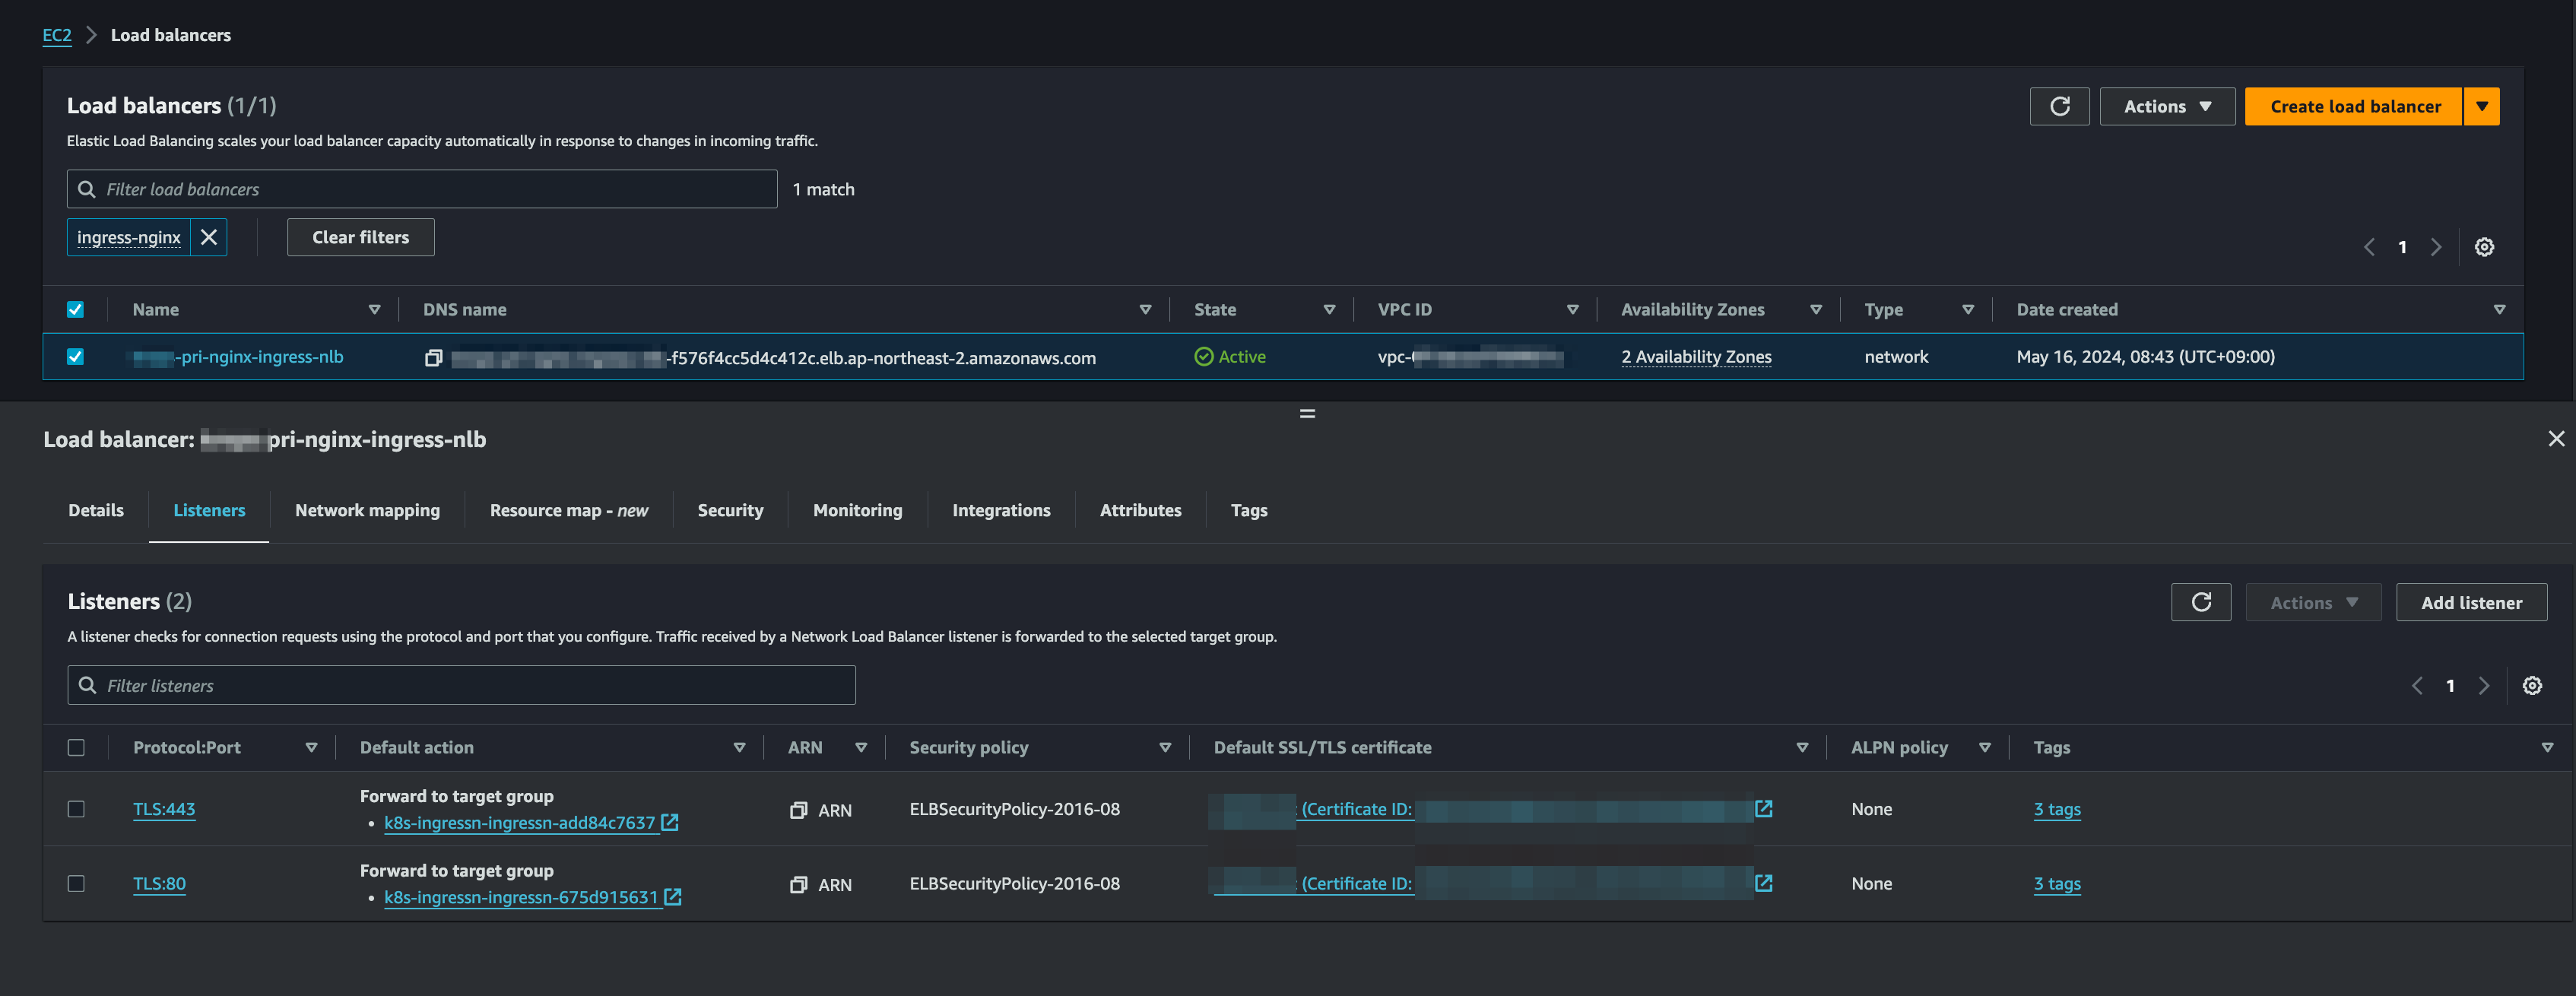 EC2 > Load balancers
Load balancers (1/1)
Actions
Create load balancer
Elastic Load Balancing scales your load balancer capacity automatically in response to changes in incoming traffic.
Filter load balancers
1 match
ingress-nginx
Clear filters
1
Name DNS name State VPC ID Availability Zones Type Date created
-pri-nginx-ingress-nlb -f576f4cc5d4c412c.elb.ap-northeast-2.amazonaws.com Active vpc- 2 Availability Zones network May 16, 2024, 08:43 (UTC+09:00)
Load balancer: pri-nginx-ingress-nlb
Details Listeners Network mapping Resource map - new Security Monitoring Integrations Attributes Tags
Listeners (2)
Actions
Add listener
A listener checks for connection requests using the protocol and port that you configure. Traffic received by a Network Load Balancer listener is forwarded to the selected target group.
Filter listeners
1
Protocol:Port Default action ARN Security policy Default SSL/TLS certificate ALPN policy Tags
Forward to target group
TLS:443 ARN ELBSecurityPolicy-2016-08 (Certificate ID: None 3 tags
• k8s-ingressn-ingressn-add84c7637
Forward to target group
TLS:80 ARN ELBSecurityPolicy-2016-08 (Certificate ID: None 3 tags
• k8s-ingressn-ingressn-675d915631